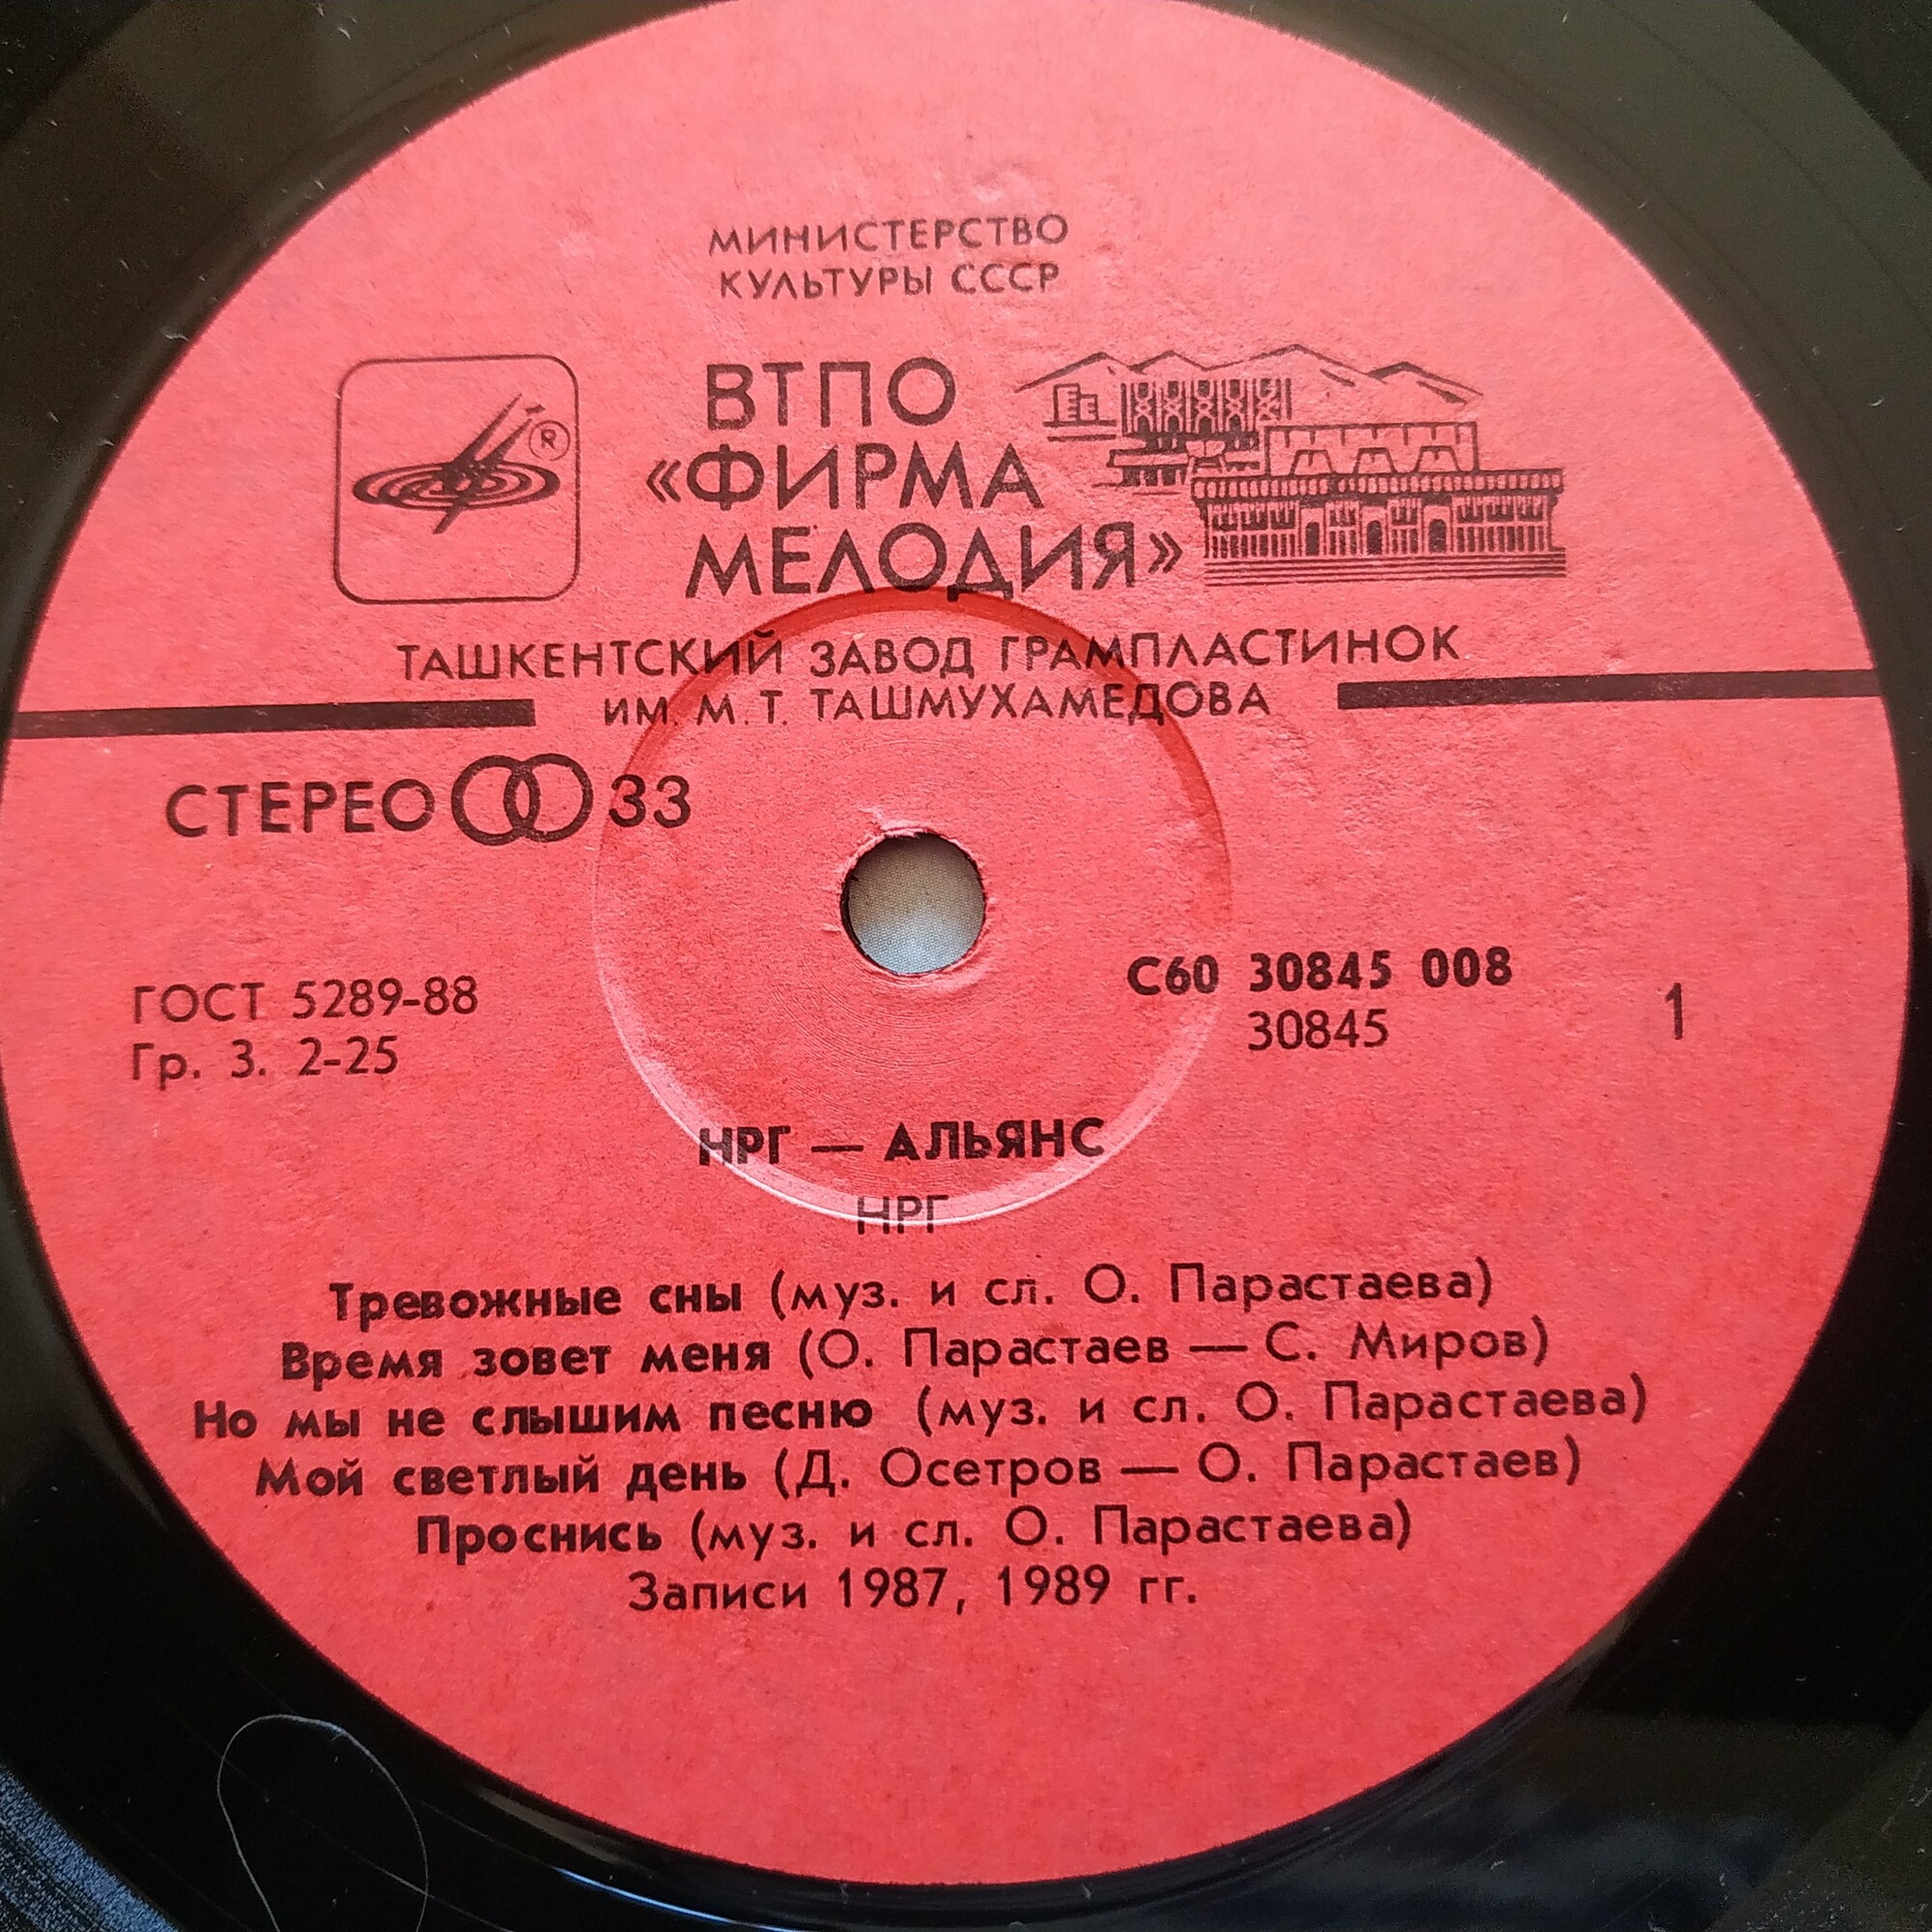 МИНИСТЕРСТВО
КУЛЬТУРЫ СССР
ВТПО
«ФИРМА
МЕЛОДИЯ»
®
ТАШКЕНТСКИЙ ЗАВОД ГРАМПЛАСТИНОК
ИМ. М. Т. ТАШМУХАМЕДОВА
СТЕРЕО 33
ГОСТ 5289-88
Гр. 3. 2-25
С60 30845 008
30845
1
НРГ — АЛЬЯНС
НРГ
Тревожные сны (муз. и сл. О. Парастаева)
Время зовет меня (О. Парастаев — С. Миров)
Но мы не слышим песню (муз. и сл. О. Парастаева)
Мой светлый день (Д. Осетров — О. Парастаев)
Проснись (муз. и сл. О. Парастаева)
Записи 1987, 1989 гг.